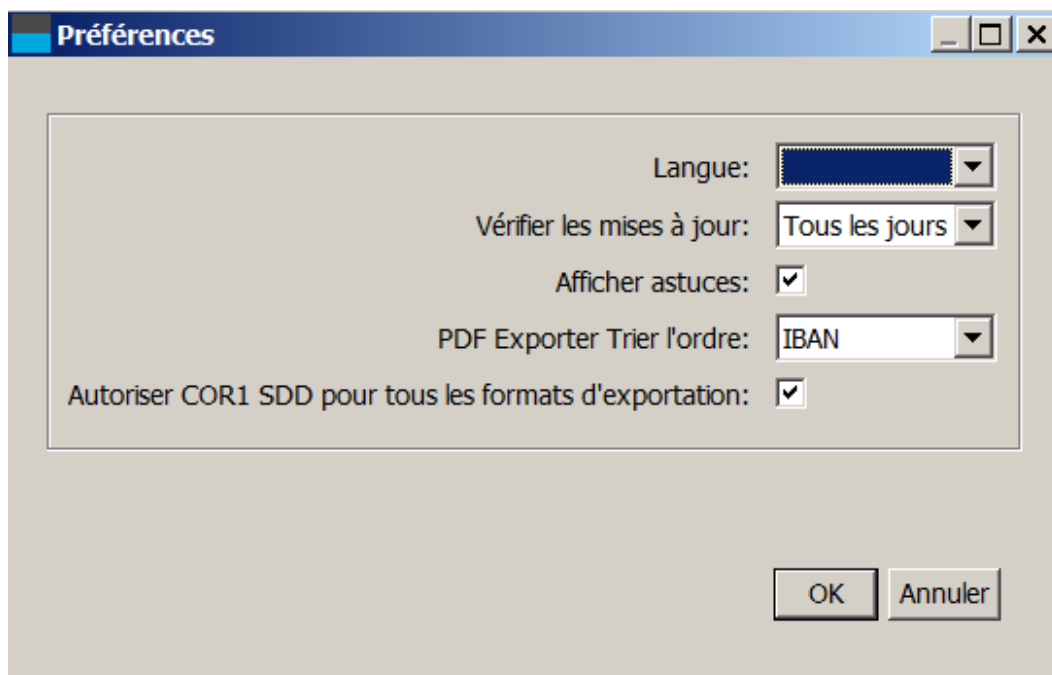 Préférences
Langue:
Vérifier les mises à jour: Tous les jours
Afficher astuces:
PDF Exporter Trier l'ordre: IBAN
Autoriser COR1 SDD pour tous les formats d'exportation:
OK Annuler